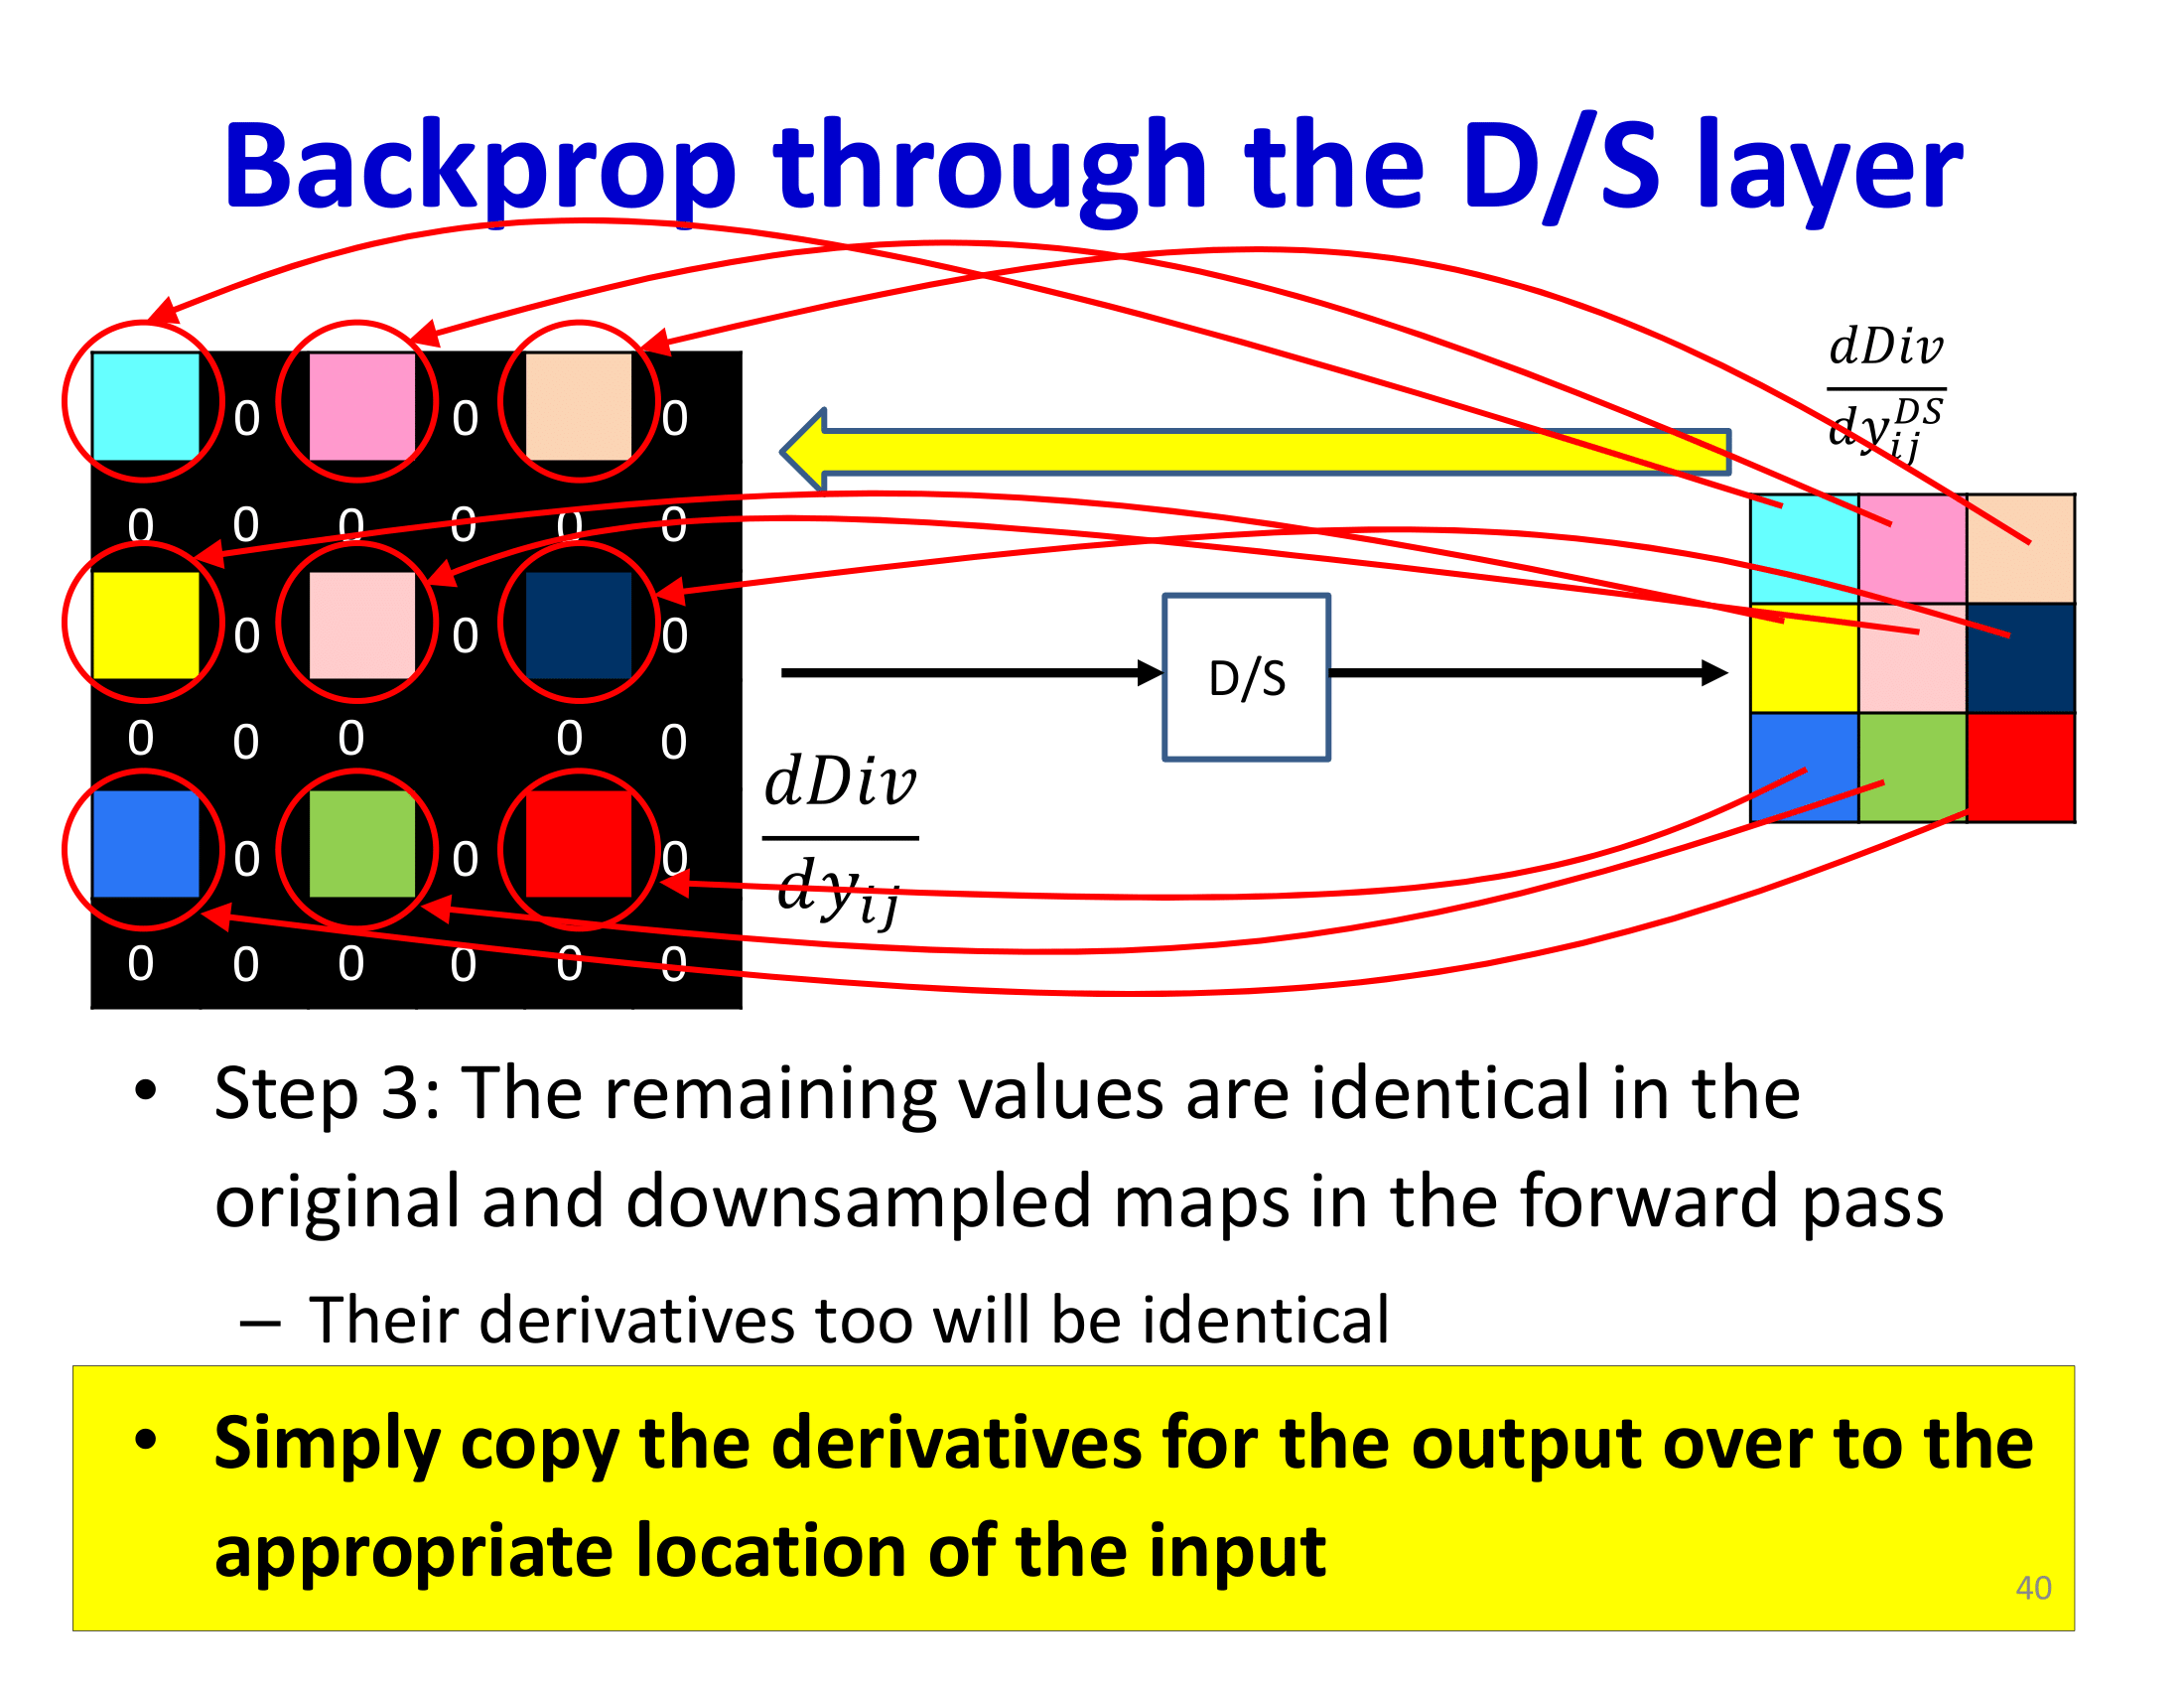 Backprop through the D/S layer
dDiv
dy_{ij}^{DS}
0 0 0
0 0 0 0 0 0
0 0 0
D/S
0 0 0 0 0
dDiv
dy_{ij}
0 0 0
0 0 0 0 0 0
• Step 3: The remaining values are identical in the
original and downsampled maps in the forward pass
— Their derivatives too will be identical
• Simply copy the derivatives for the output over to the
appropriate location of the input
40